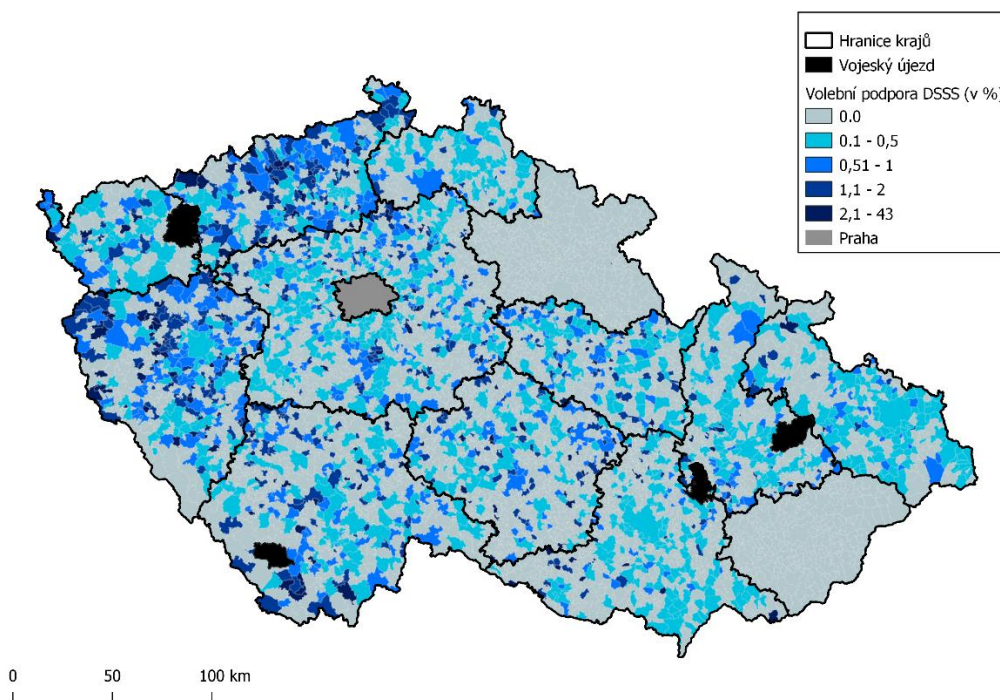 Hranice krajů
Vojeský újezd
Volební podpora DSSS (v %)
0.0
0.1 - 0,5
0,51 - 1
1,1 - 2
2,1 - 43
Praha
0 50 100 km